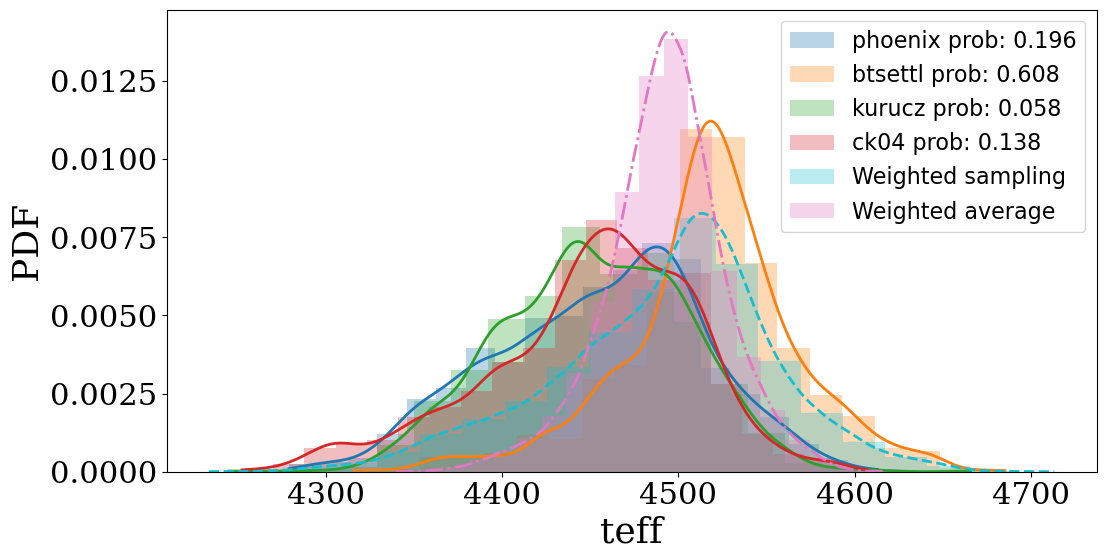 phoenix prob: 0.196
btsettl prob: 0.608
kurucz prob: 0.058
ck04 prob: 0.138
Weighted sampling
Weighted average
PDF
0.0125
0.0100
0.0075
0.0050
0.0025
0.0000
4300 4400 4500 4600 4700
teff